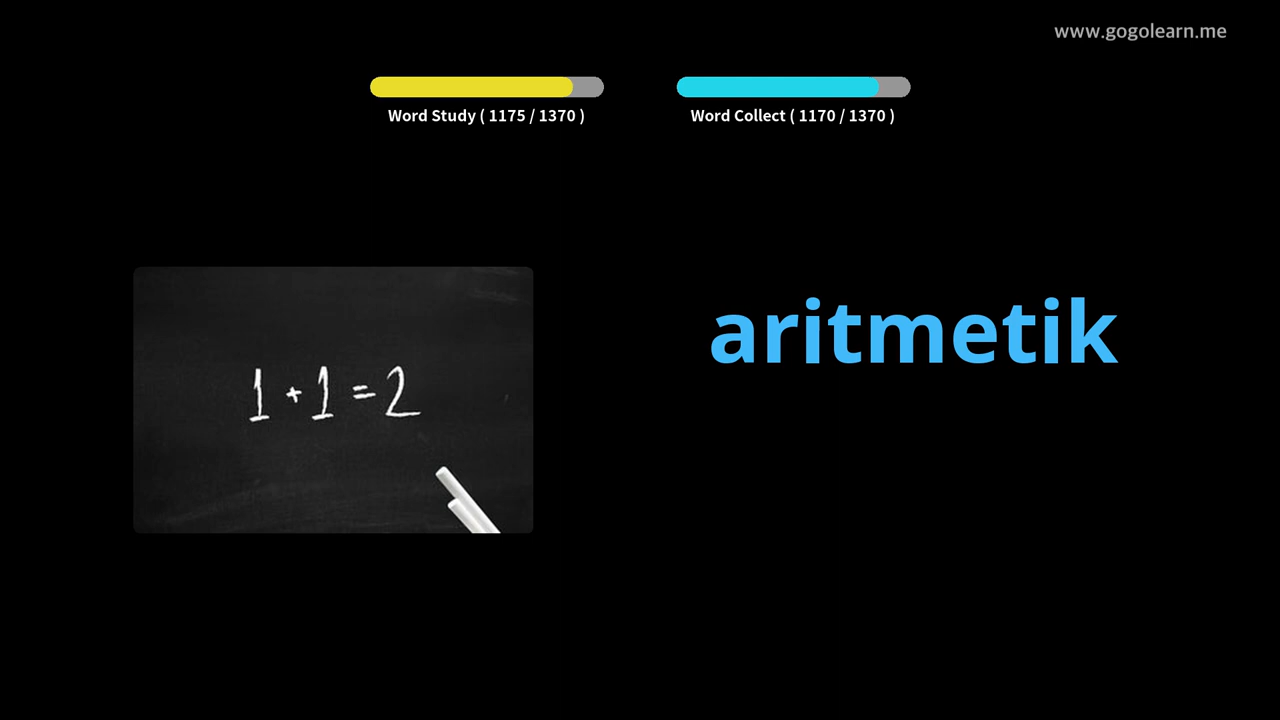 www.gogolearn.me
Word Study ( 1175 / 1370 )
Word Collect ( 1170 / 1370 )
aritmetik
1 + 1 = 2